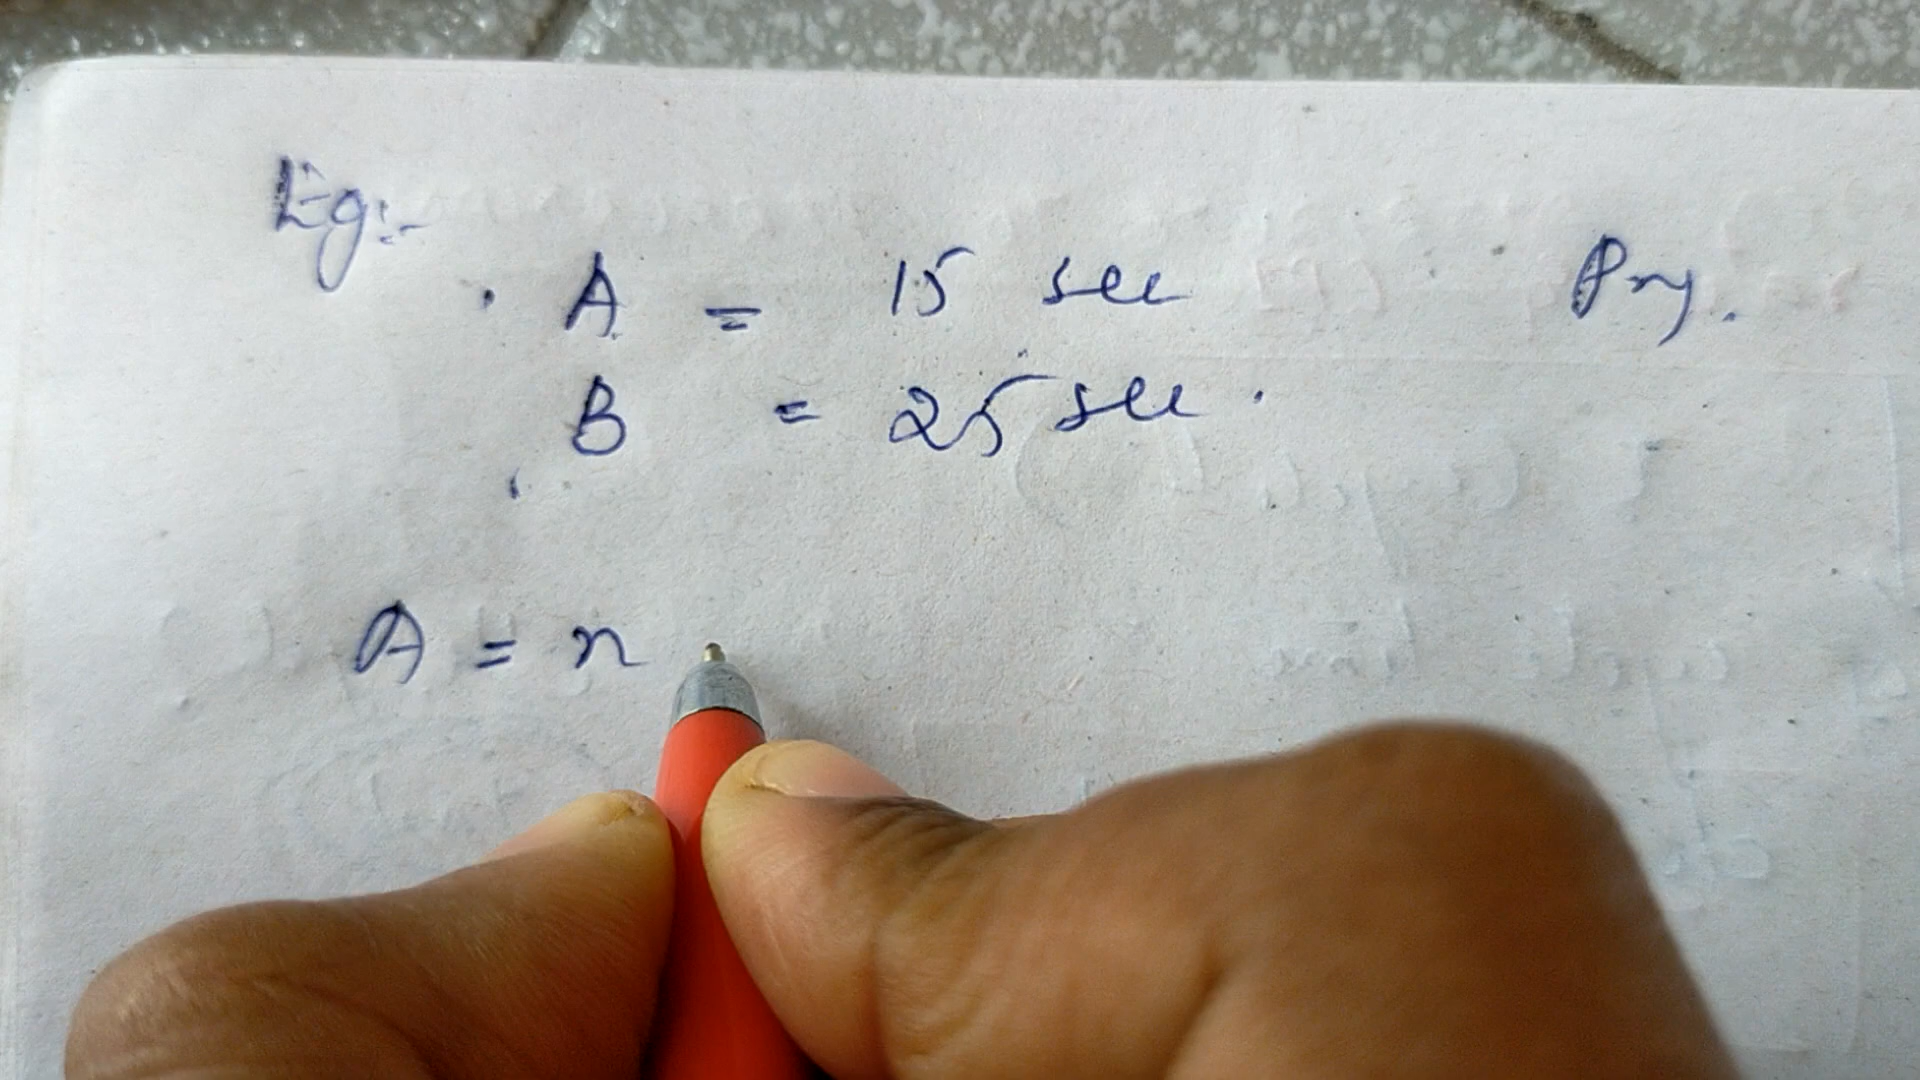 Eg:-
A = 15 sec
B = 25 sec.
A = n